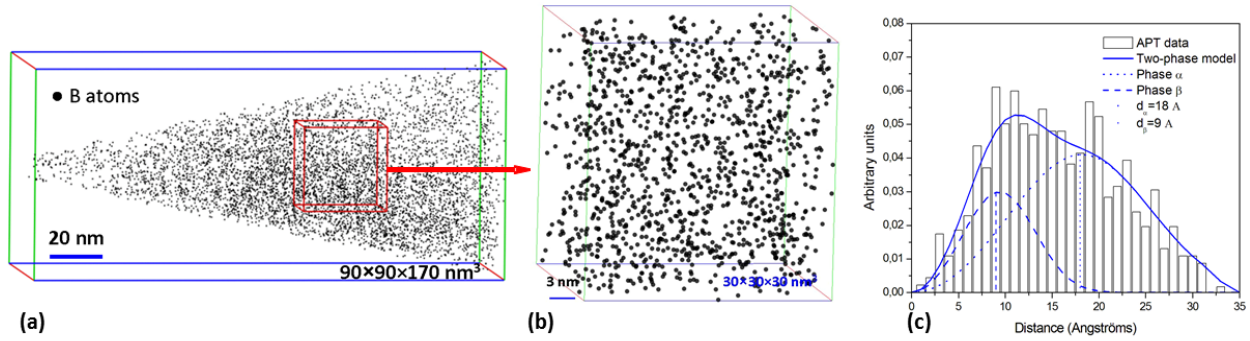 B atoms
20 nm
90×90×170 nm³
(a)
3 nm
30×30×30 nm³
(b)
0,08
0,07
0,06
0,05
0,04
0,03
0,02
0,01
0,00
Arbitrary units
APT data
Two-phase model
Phase α
Phase β
dα=18 A
dβ=9 A
0 5 10 15 20 25 30 35
Distance (Angströms)
(c)